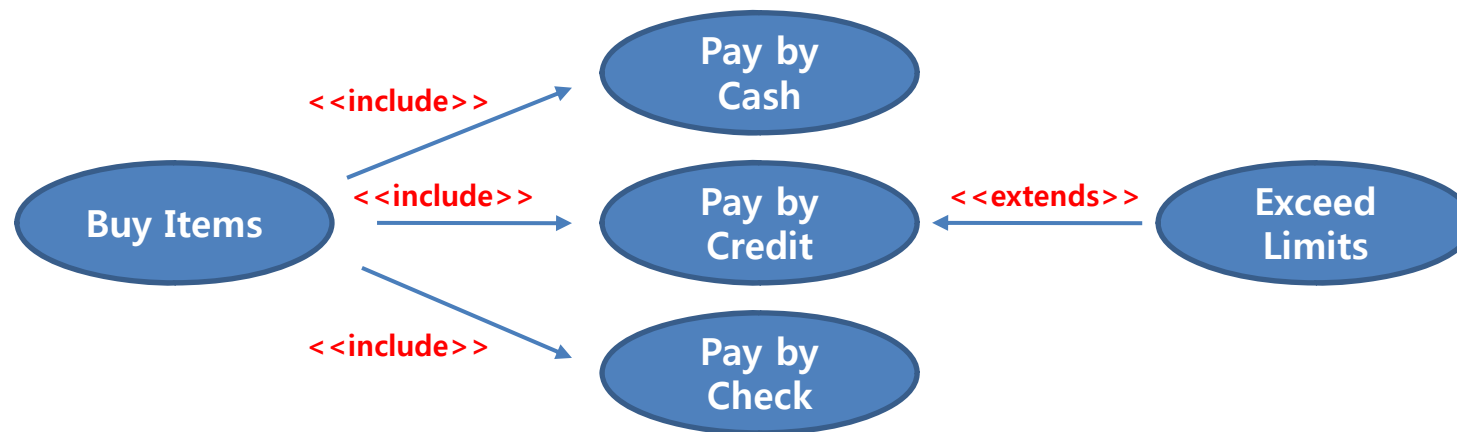 Pay by
Cash
<<include>>
Buy Items
<<include>>
Pay by
Credit
<<extends>>
Exceed
Limits
<<include>>
Pay by
Check